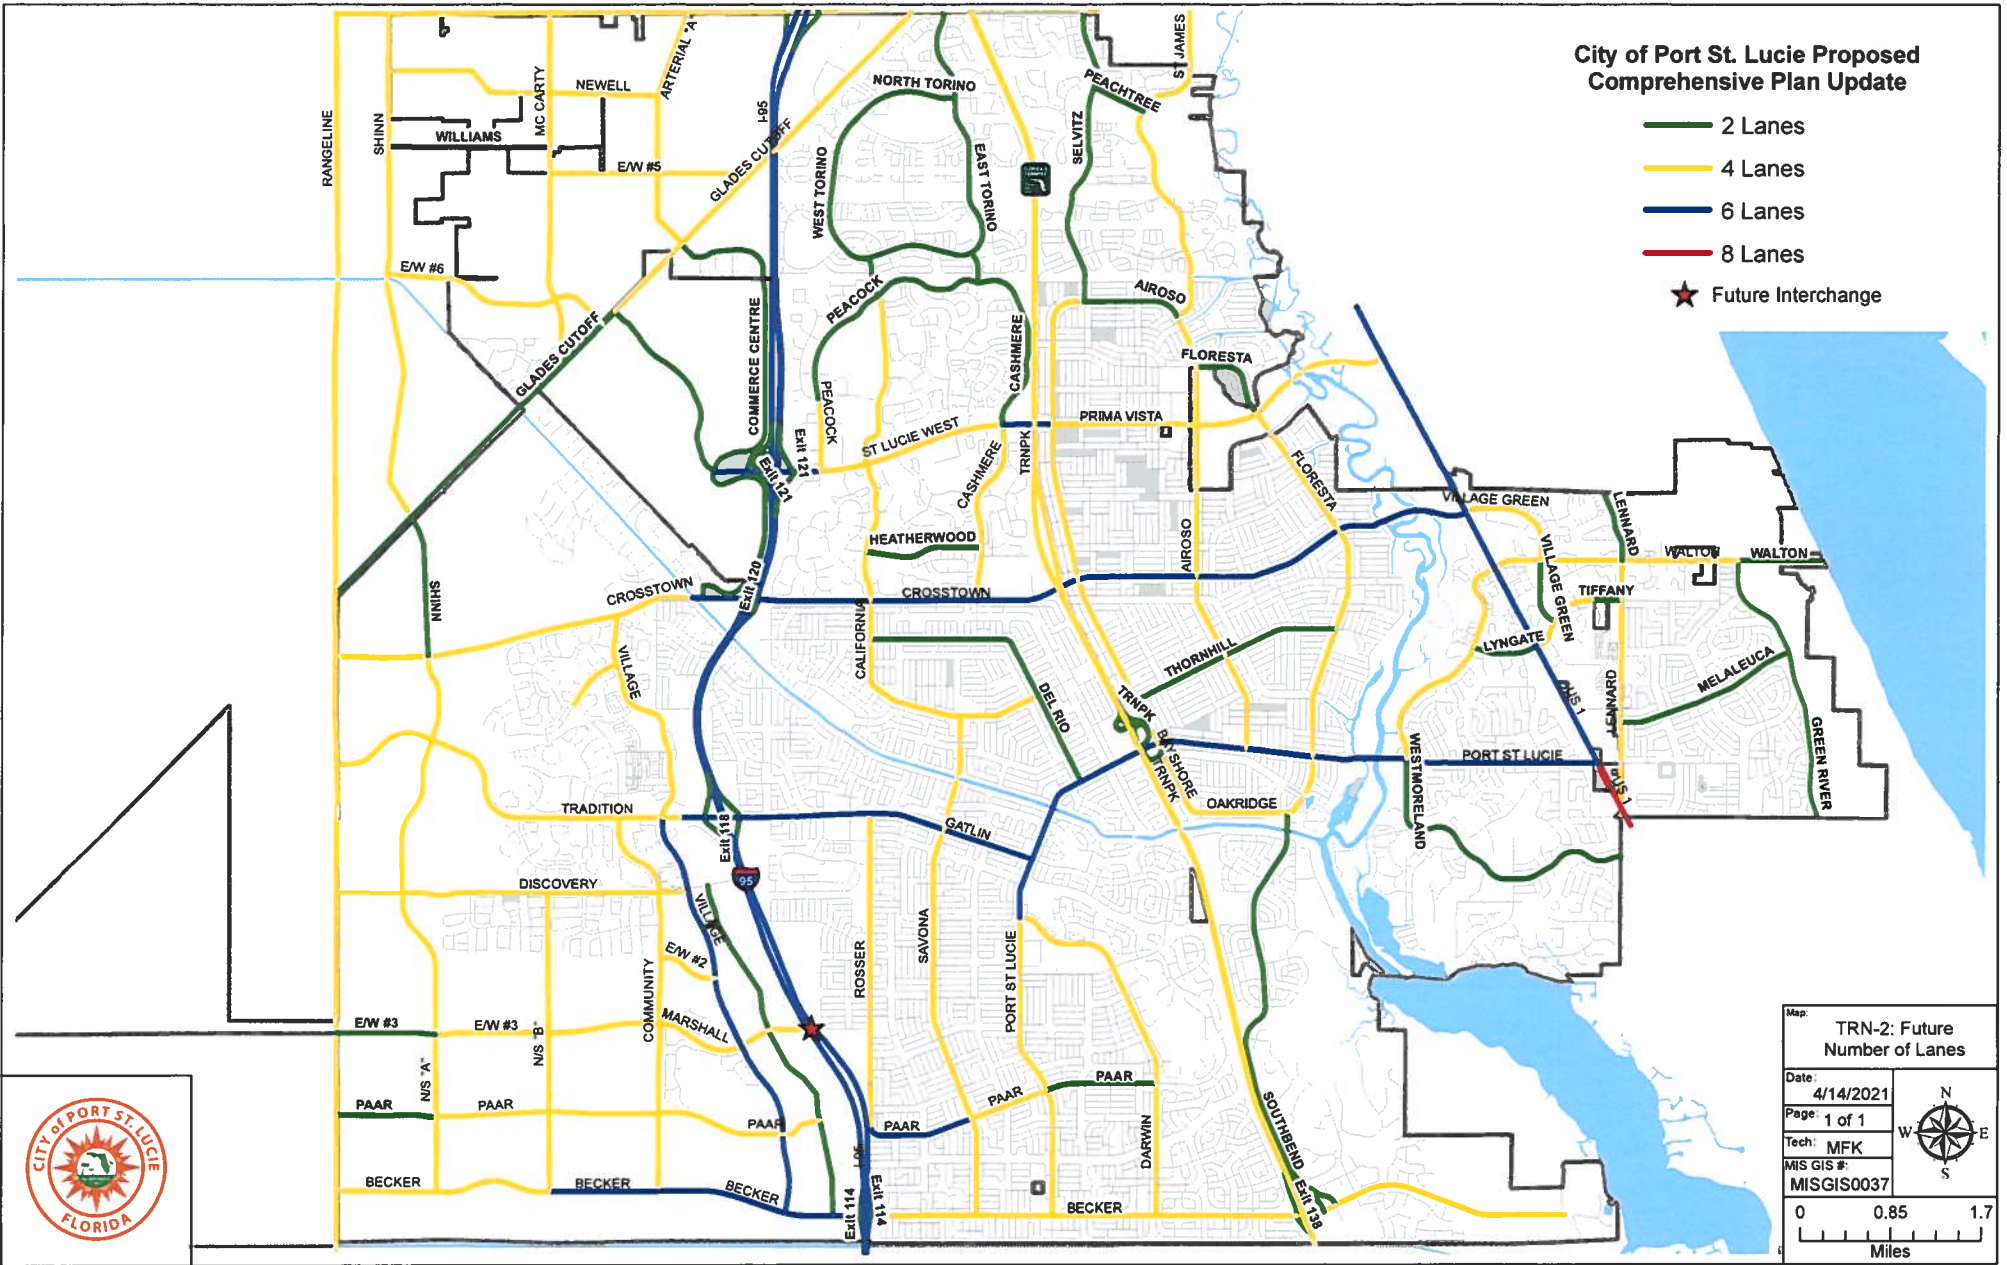 City of Port St. Lucie Proposed
Comprehensive Plan Update
2 Lanes
4 Lanes
6 Lanes
8 Lanes
Future Interchange
RANGELINE
SHINN
MC CARTY
NEWELL
ARTERIAL "A"
WILLIAMS
E/W #5
I-95
GLADES CUTOFF
NORTH TORINO
WEST TORINO
EAST TORINO
SELVITZ
PEACHTREE
ST JAMES
E/W #6
GLADES CUTOFF
COMMERCE CENTRE
PEACOCK
PEACOCK
CASHMERE
AIROSO
FLORESTA
PRIMA VISTA
ST LUCIE WEST
Exit 121
Exit 121
CASHMERE
TRNPK
FLORESTA
VILLAGE GREEN
LENNARD
HEATHERWOOD
AIROSO
WALTON
WALTON
VILLAGE GREEN
TIFFANY
SHINN
CROSSTOWN
Exit 120
CROSSTOWN
CALIFORNIA
VILLAGE
THORNHILL
LYNGATE
MELALEUCA
DEL RIO
TRNPK
US 1
LENNARD
GREEN RIVER
BAYSHORE
TRNPK
PORT ST LUCIE
WESTMORELAND
US 1
TRADITION
Exit 118
GATLIN
OAKRIDGE
95
DISCOVERY
VILLAGE
E/W #2
ROSSER
SAVONA
PORT ST LUCIE
COMMUNITY
MARSHALL
E/W #3
E/W #3
N/S "B"
N/S "A"
PAAR
PAAR
PAAR
PAAR
PAAR
PAAR
DARWIN
SOUTHBEND
Exit 138
I-95
BECKER
BECKER
BECKER
Exit 114
Exit 114
BECKER
CITY of PORT ST. LUCIE
FLORIDA
Map:
TRN-2: Future
Number of Lanes
Date:
4/14/2021
Page: 1 of 1
Tech: MFK
MIS GIS #:
MISGIS0037
N
W
E
S
0 0.85 1.7
Miles